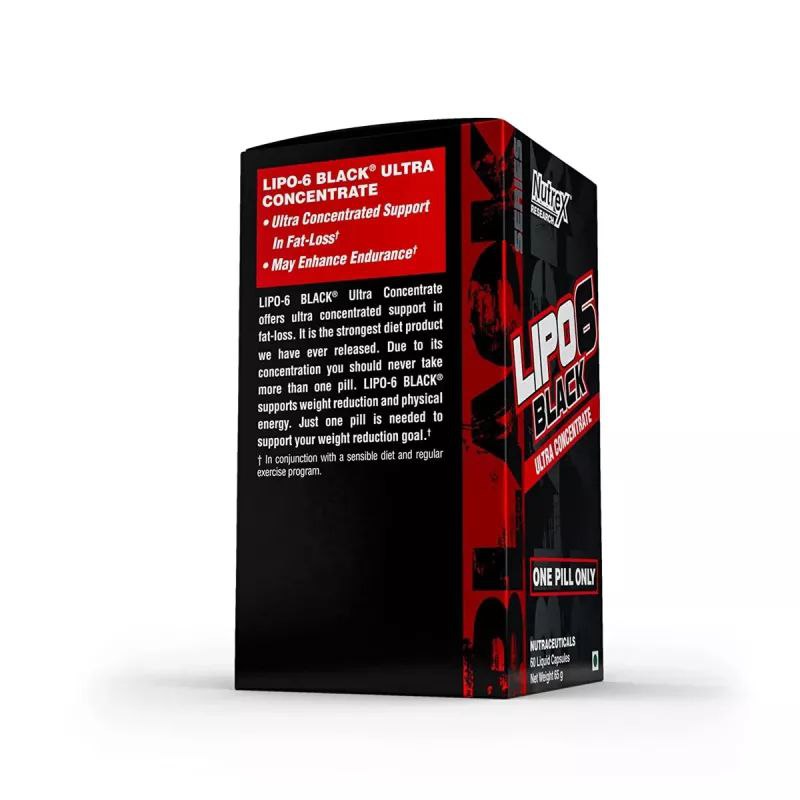 LIPO-6 BLACK® ULTRA
CONCENTRATE
• Ultra Concentrated Support
In Fat-Loss†
• May Enhance Endurance†
LIPO-6 BLACK® Ultra Concentrate
offers ultra concentrated support in
fat-loss. It is the strongest diet product
we have ever released. Due to its
concentration you should never take
more than one pill. LIPO-6 BLACK®
supports weight reduction and physical
energy. Just one pill is needed to
support your weight reduction goal.†
† In conjunction with a sensible diet and regular
exercise program.
BLACK
SERIES
Nutrex
RESEARCH
LIPO6
BLACK
ULTRA CONCENTRATE
ONE PILL ONLY
NUTRACEUTICALS
60 Liquid Capsules
Net Weight 65 g